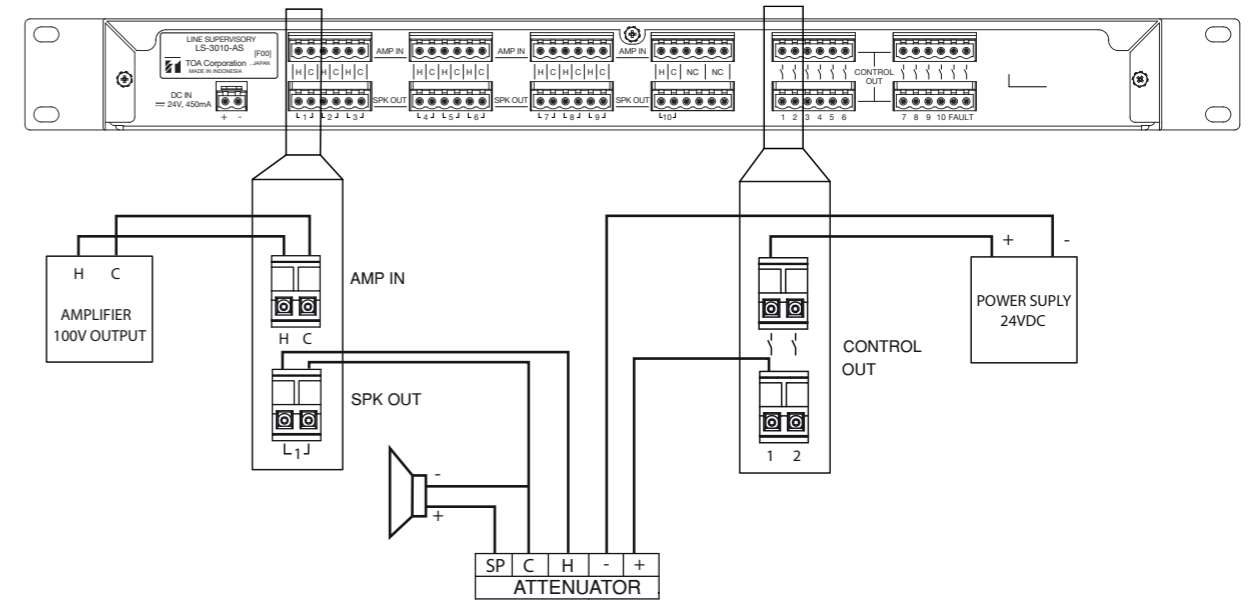 LINE SUPERVISORY
LS-3010-AS
[F00]
TOA Corporation - JAPAN
MADE IN INDONESIA
DC IN
24V, 450mA
+ -
AMP IN AMP IN AMP IN
H C H C H C H C H C H C H C H C H C H C NC NC
SPK OUT SPK OUT SPK OUT
1 2 3 4 5 6 7 8 9 10
CONTROL
OUT
1 2 3 4 5 6 7 8 9 10 FAULT
H C
AMPLIFIER
100V OUTPUT
AMP IN
H C
SPK OUT
1
+ -
POWER SUPLY
24VDC
CONTROL
OUT
1 2
-
+
SP C H - +
ATTENUATOR